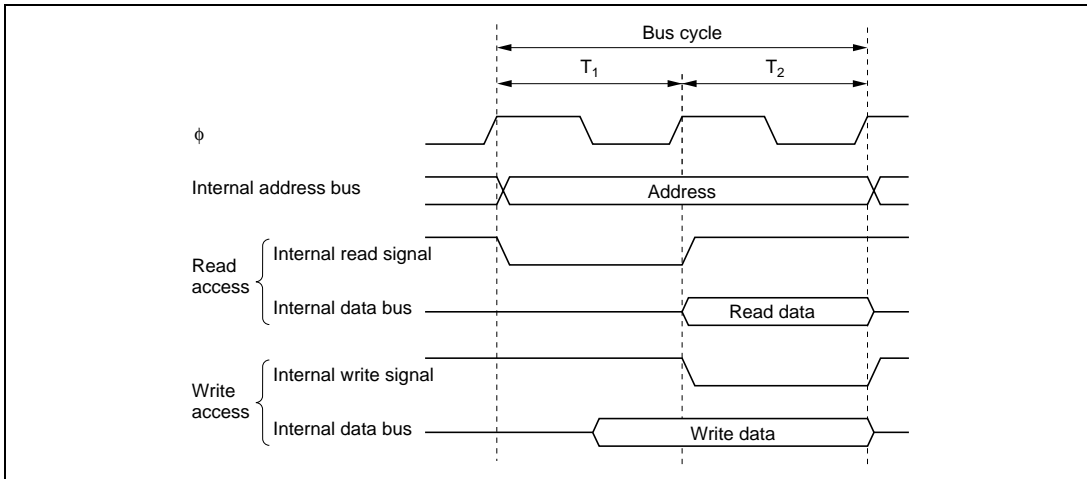 Bus cycle
T₁ T₂
ϕ
Internal address bus
Address
Read access
Internal read signal
Internal data bus
Read data
Write access
Internal write signal
Internal data bus
Write data